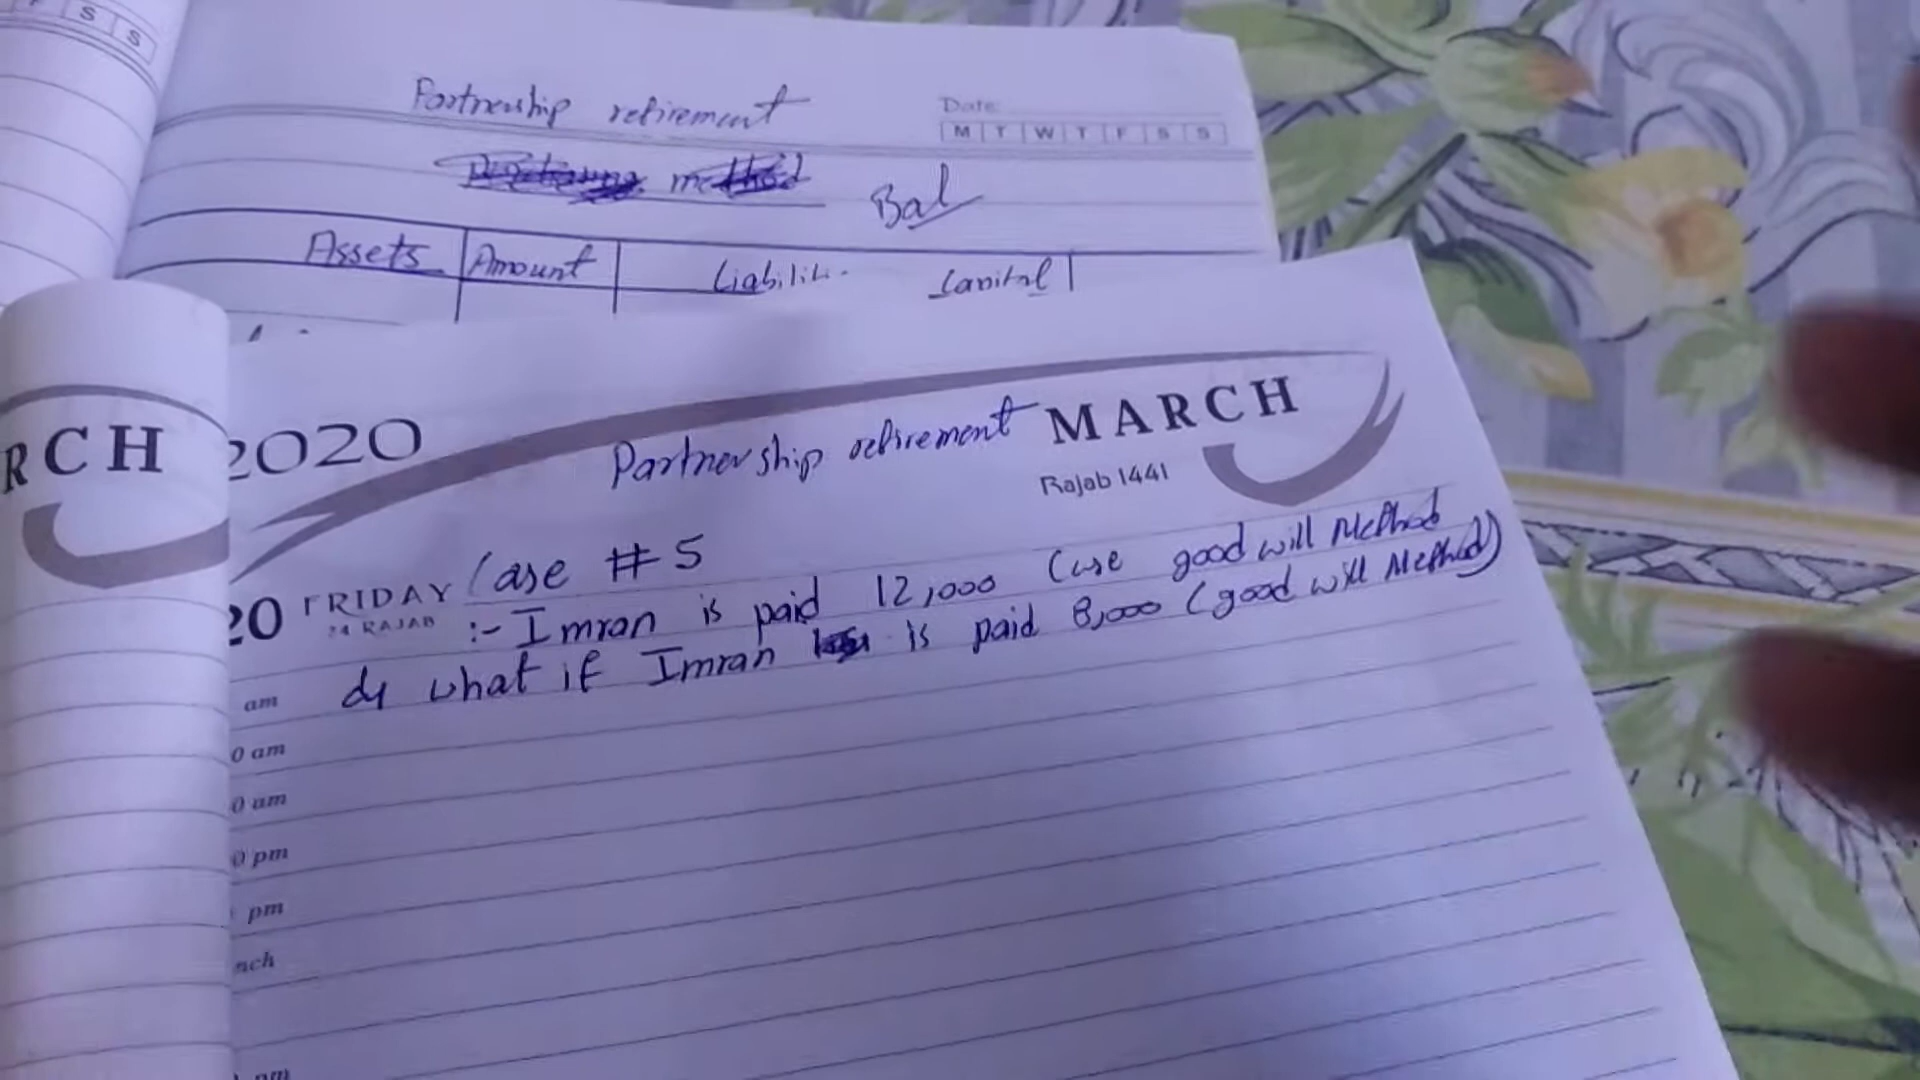 S S
Partnership retirement
Date:
M T W T F S S
method
Bal
Assets Amount Liabiliti. Capital
RCH
2020
Partnership retirement
MARCH
Rajab 1441
20 FRIDAY
24 RAJAB
Case # 5
:- Imran is paid 12,000 (use good will Method
what if Imran is paid 8,000 (good will Method)
am
0 am
0 am
0 pm
pm
nch
pm